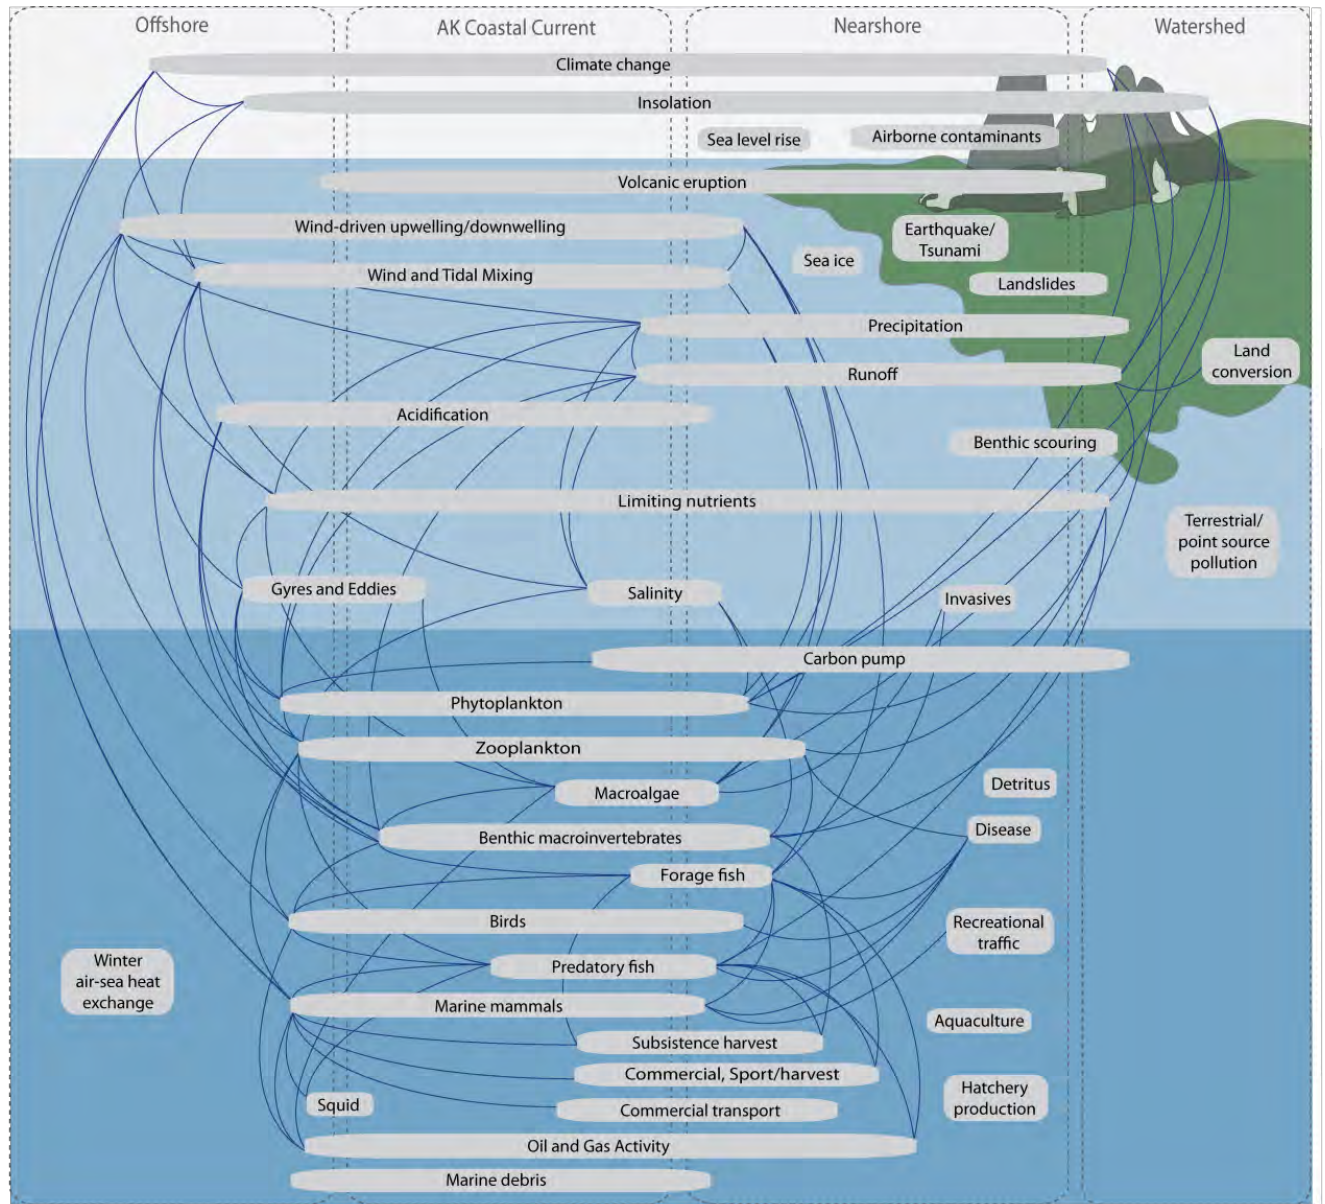 Offshore
AK Coastal Current
Nearshore
Watershed
Climate change
Insolation
Sea level rise
Airborne contaminants
Volcanic eruption
Wind-driven upwelling/downwelling
Earthquake/
Tsunami
Sea ice
Wind and Tidal Mixing
Landslides
Precipitation
Land
conversion
Runoff
Acidification
Benthic scouring
Limiting nutrients
Terrestrial/
point source
pollution
Gyres and Eddies
Salinity
Invasives
Carbon pump
Phytoplankton
Zooplankton
Detritus
Macroalgae
Disease
Benthic macroinvertebrates
Forage fish
Birds
Recreational
traffic
Winter
air-sea heat
exchange
Predatory fish
Marine mammals
Aquaculture
Subsistence harvest
Commercial, Sport/harvest
Hatchery
production
Squid
Commercial transport
Oil and Gas Activity
Marine debris